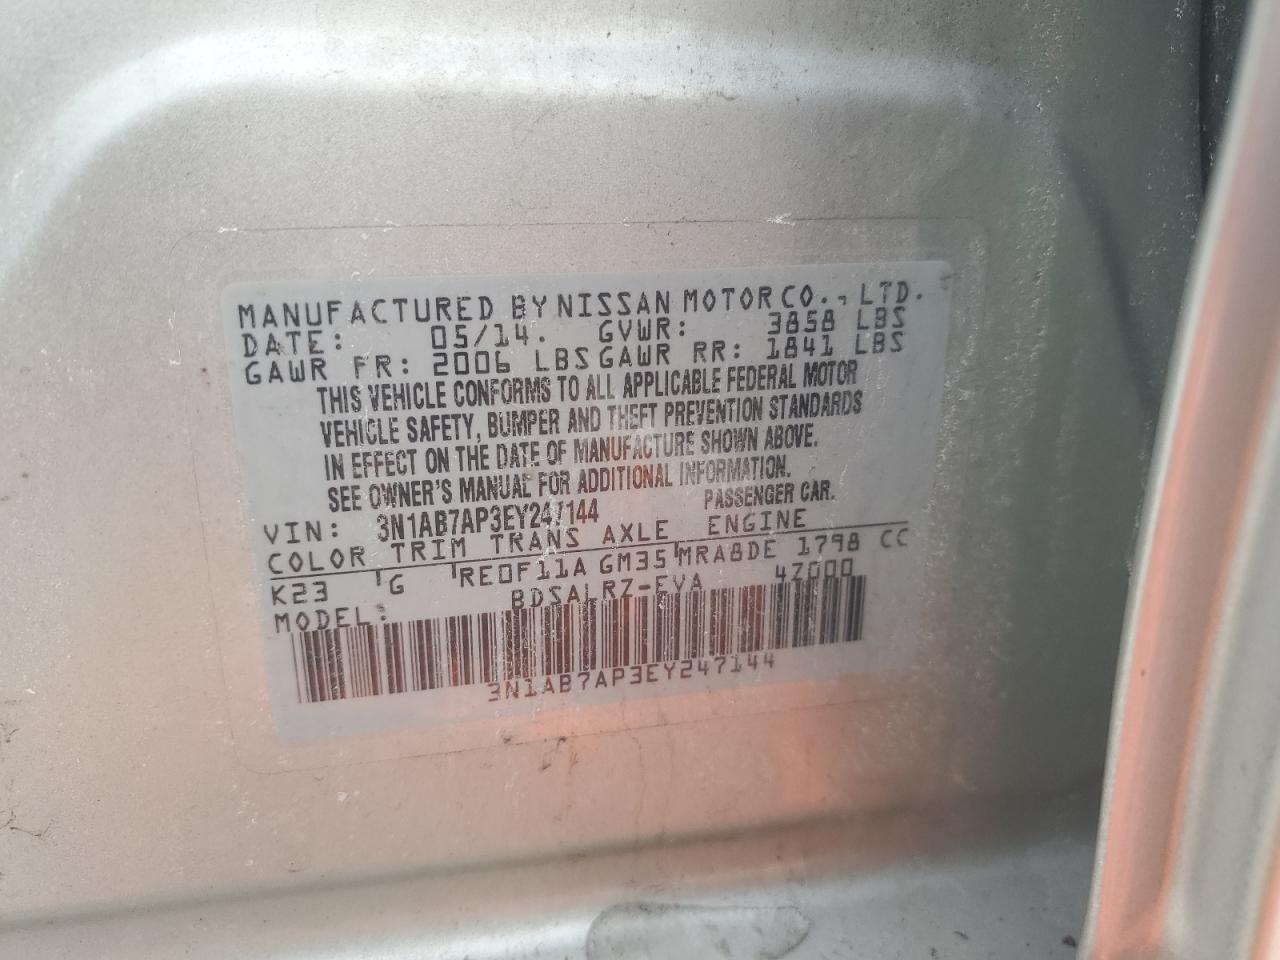 MANUFACTURED BY NISSAN MOTOR CO., LTD.
DATE: 05/14. GVWR: 3858 LBS
GAWR FR: 2006 LBS GAWR RR: 1841 LBS
THIS VEHICLE CONFORMS TO ALL APPLICABLE FEDERAL MOTOR
VEHICLE SAFETY, BUMPER AND THEFT PREVENTION STANDARDS
IN EFFECT ON THE DATE OF MANUFACTURE SHOWN ABOVE.
SEE OWNER'S MANUAL FOR ADDITIONAL INFORMATION.
VIN: 3N1AB7AP3EY247144 PASSENGER CAR.
COLOR TRIM TRANS AXLE ENGINE
K23 G RE0F11A GM35 MRA8DE 1798 CC
MODEL: BDSALRZ-EVA 4Z000
3N1AB7AP3EY247144